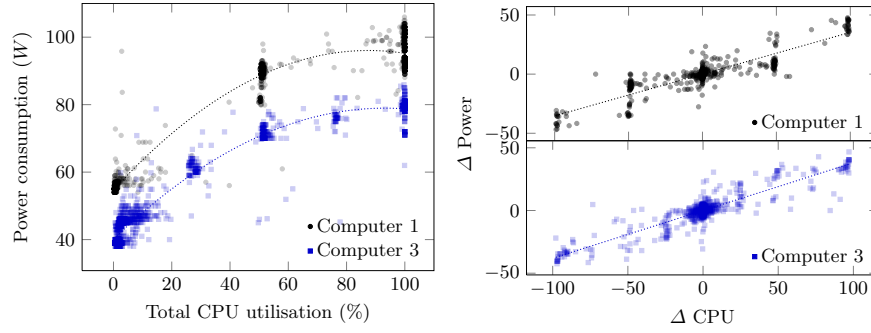 100
80
60
40
Power consumption (W)
0
20
40
60
80
100
Total CPU utilisation (%)
Computer 1
Computer 3
50
0
−50
Computer 1
Δ Power
50
0
−50
Computer 3
−100
−50
0
50
100
Δ CPU